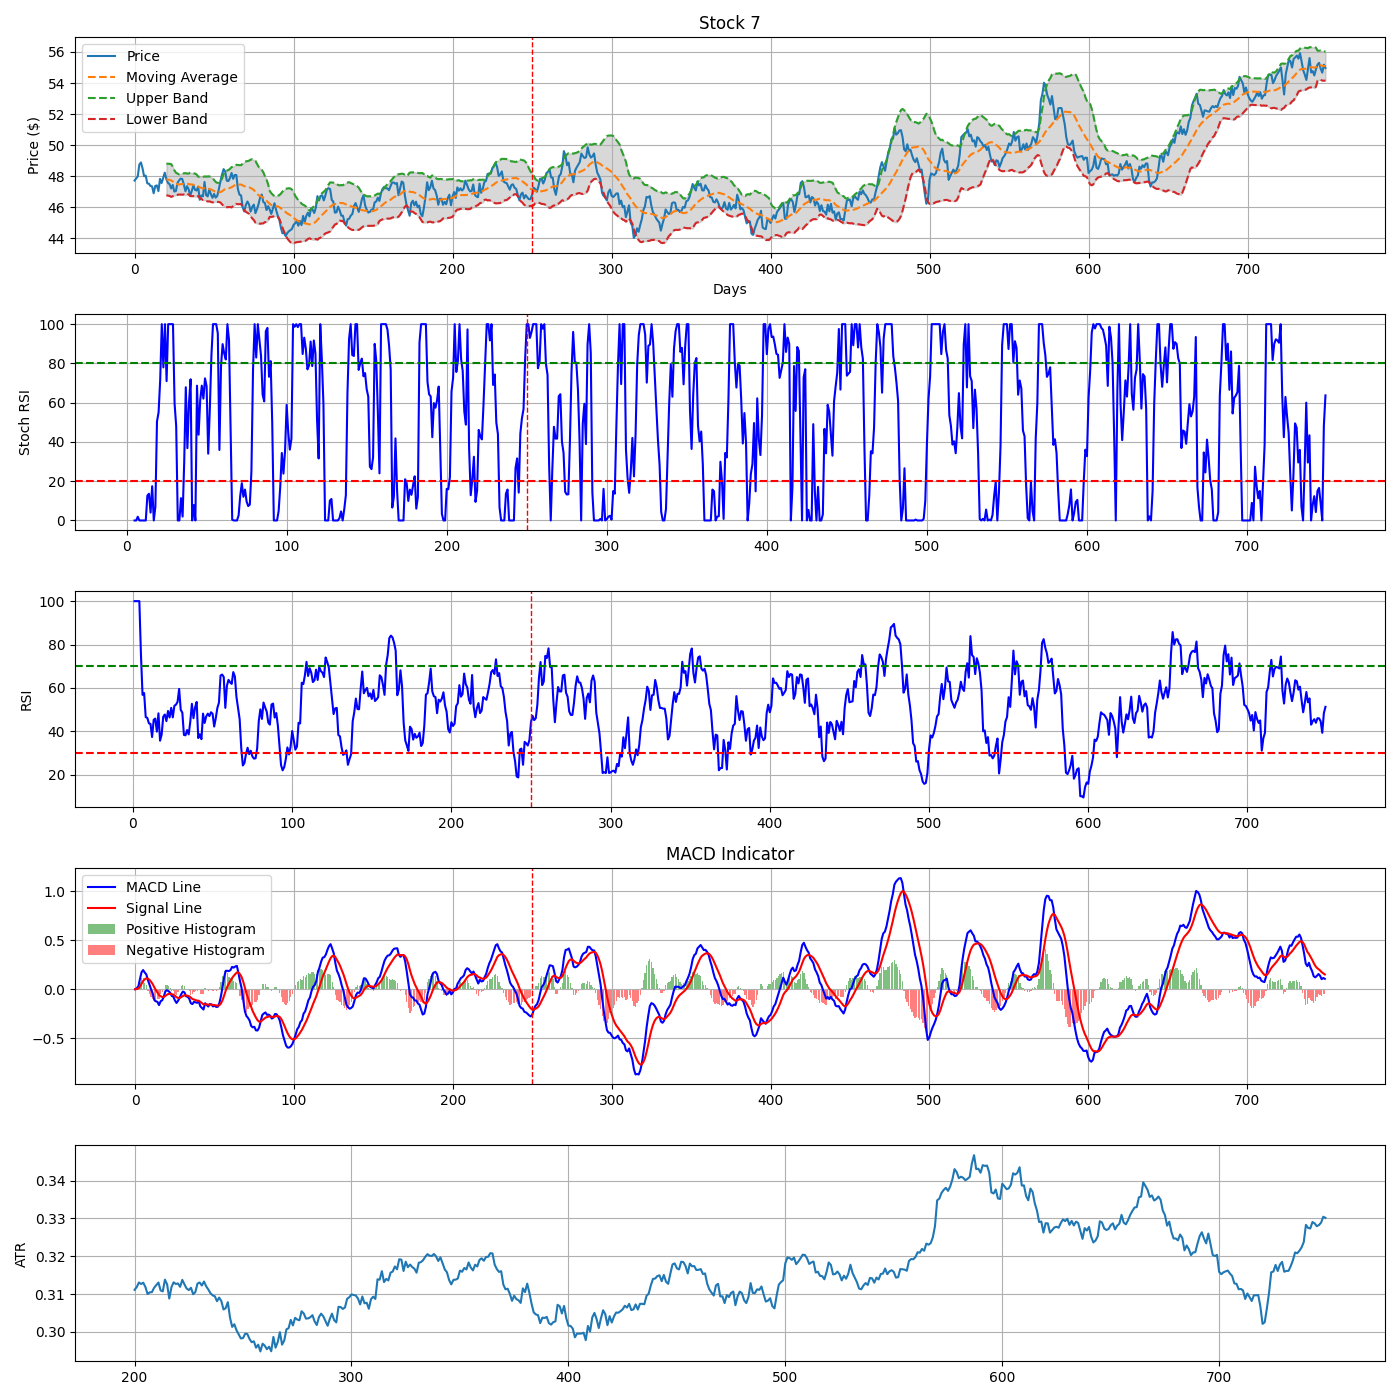 Stock 7
Price
Moving Average
Upper Band
Lower Band
Price ($)
56
54
52
50
48
46
44
0 100 200 300 400 500 600 700
Days
Stoch RSI
100
80
60
40
20
0
0 100 200 300 400 500 600 700
RSI
100
80
60
40
20
0 100 200 300 400 500 600 700
MACD Indicator
MACD Line
Signal Line
Positive Histogram
Negative Histogram
1.0
0.5
0.0
−0.5
0 100 200 300 400 500 600 700
ATR
0.34
0.33
0.32
0.31
0.30
200 300 400 500 600 700